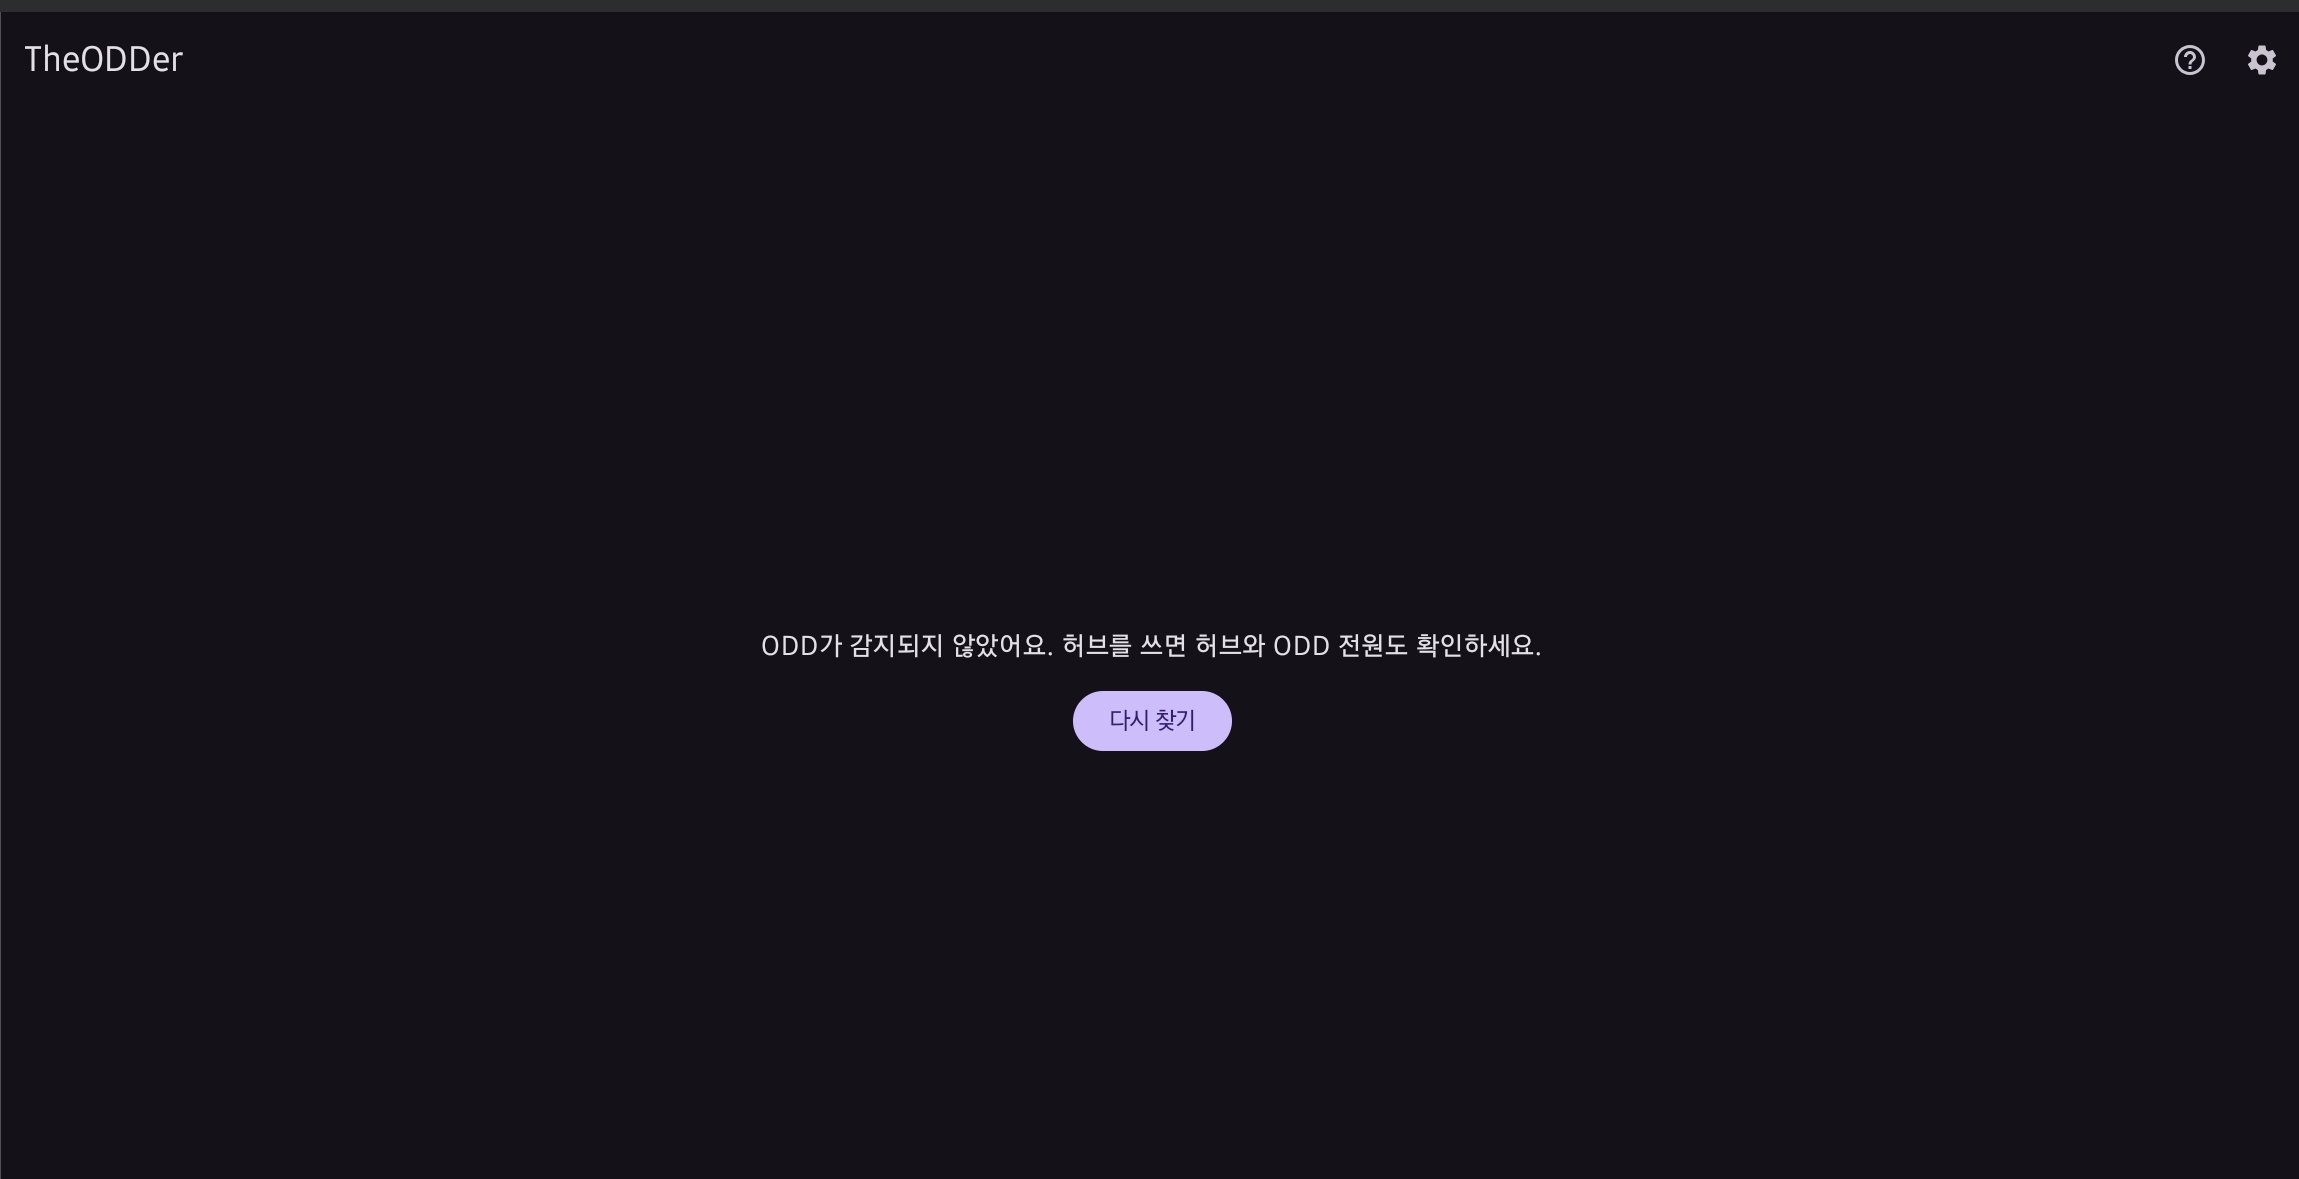 TheODDer
ODD가 감지되지 않았어요. 허브를 쓰면 허브와 ODD 전원도 확인하세요.
다시 찾기